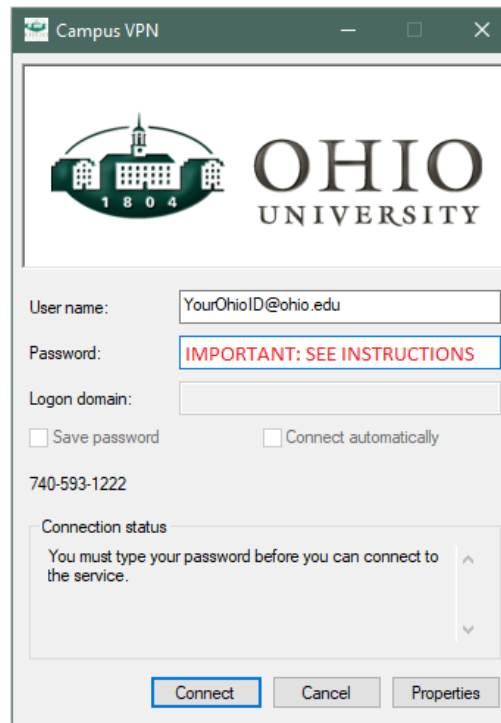 Campus VPN
1804
OHIO
UNIVERSITY
User name:
YourOhioID@ohio.edu
Password:
IMPORTANT: SEE INSTRUCTIONS
Logon domain:
Save password
Connect automatically
740-593-1222
Connection status
You must type your password before you can connect to
the service.
Connect
Cancel
Properties